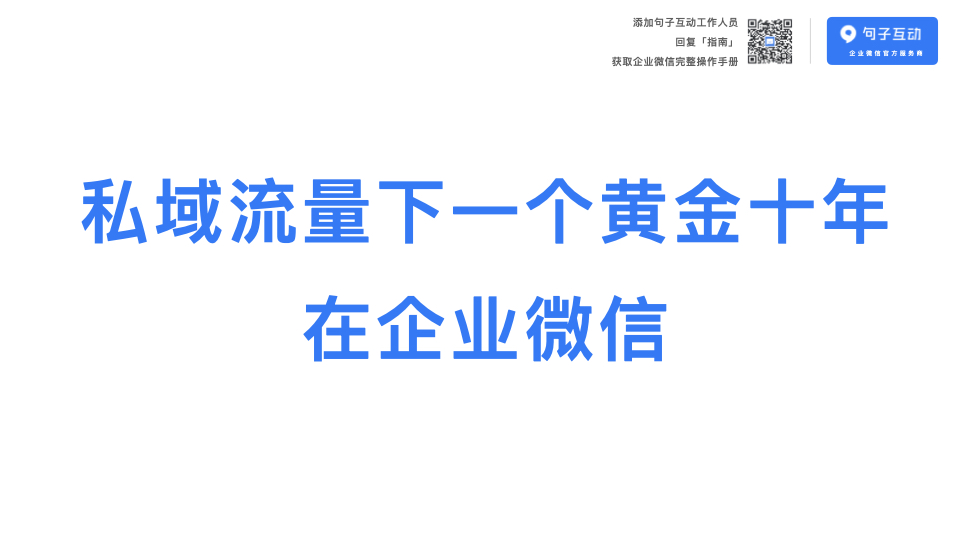 添加句子互动工作人员
回复「指南」
获取企业微信完整操作手册
句子互动
企业微信官方服务商
私域流量下一个黄金十年
在企业微信